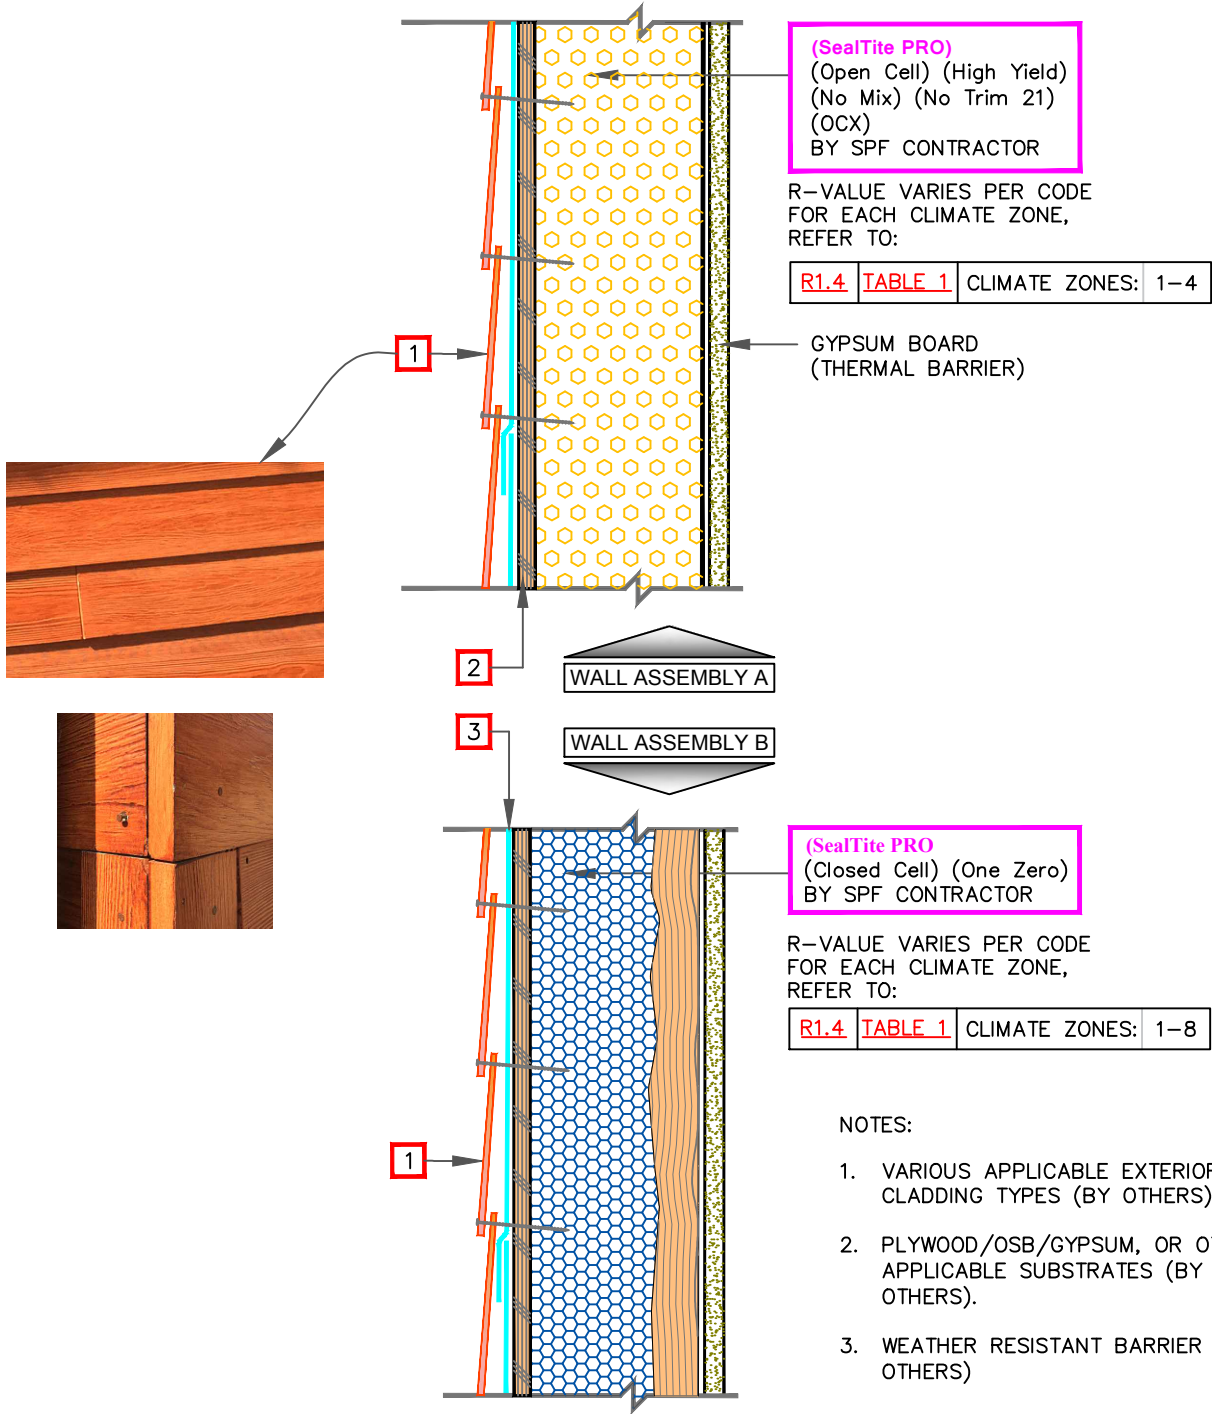 (SealTite PRO)
(Open Cell) (High Yield)
(No Mix) (No Trim 21)
(OCX)
BY SPF CONTRACTOR
R-VALUE VARIES PER CODE
FOR EACH CLIMATE ZONE,
REFER TO:
R1.4 TABLE 1 CLIMATE ZONES: 1-4
GYPSUM BOARD
(THERMAL BARRIER)
1
2
WALL ASSEMBLY A
3
WALL ASSEMBLY B
(SealTite PRO
(Closed Cell) (One Zero)
BY SPF CONTRACTOR
R-VALUE VARIES PER CODE
FOR EACH CLIMATE ZONE,
REFER TO:
R1.4 TABLE 1 CLIMATE ZONES: 1-8
1
NOTES:
1. VARIOUS APPLICABLE EXTERIOR
CLADDING TYPES (BY OTHERS)
2. PLYWOOD/OSB/GYPSUM, OR
APPLICABLE SUBSTRATES (BY
OTHERS).
3. WEATHER RESISTANT BARRIER
OTHERS)